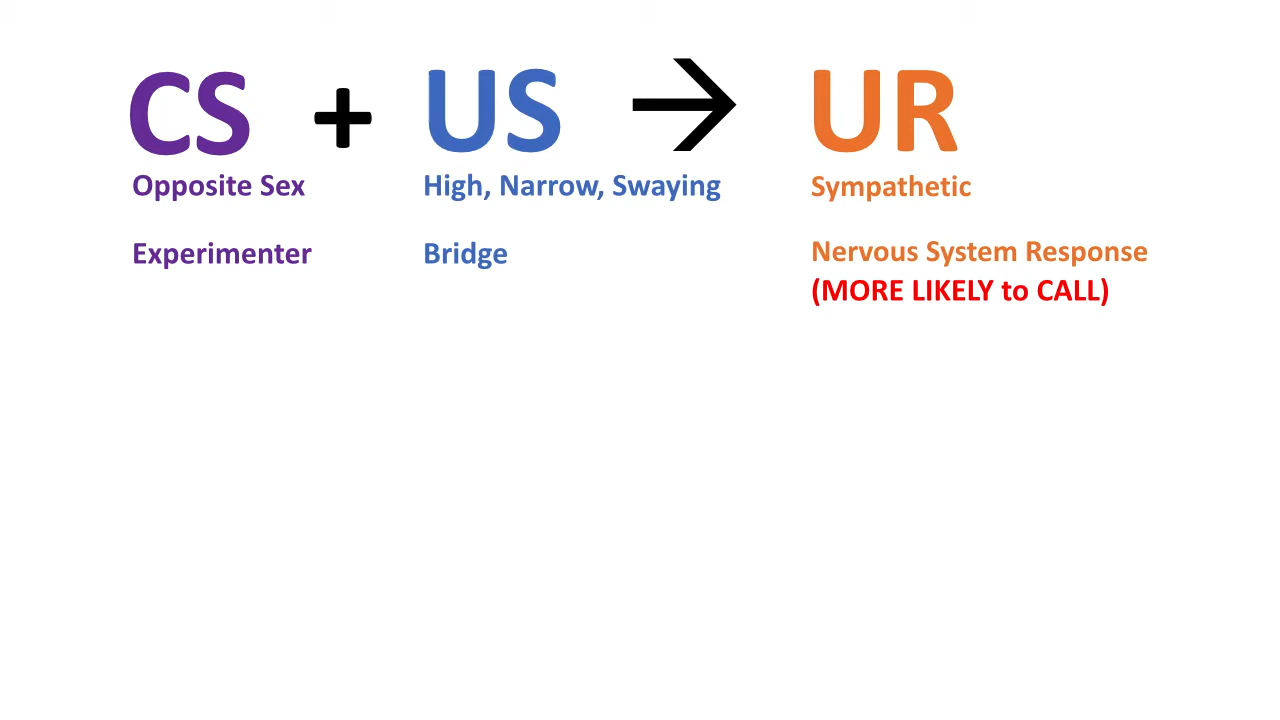 CS + US → UR
Opposite Sex High, Narrow, Swaying Sympathetic
Experimenter Bridge Nervous System Response
(MORE LIKELY to CALL)